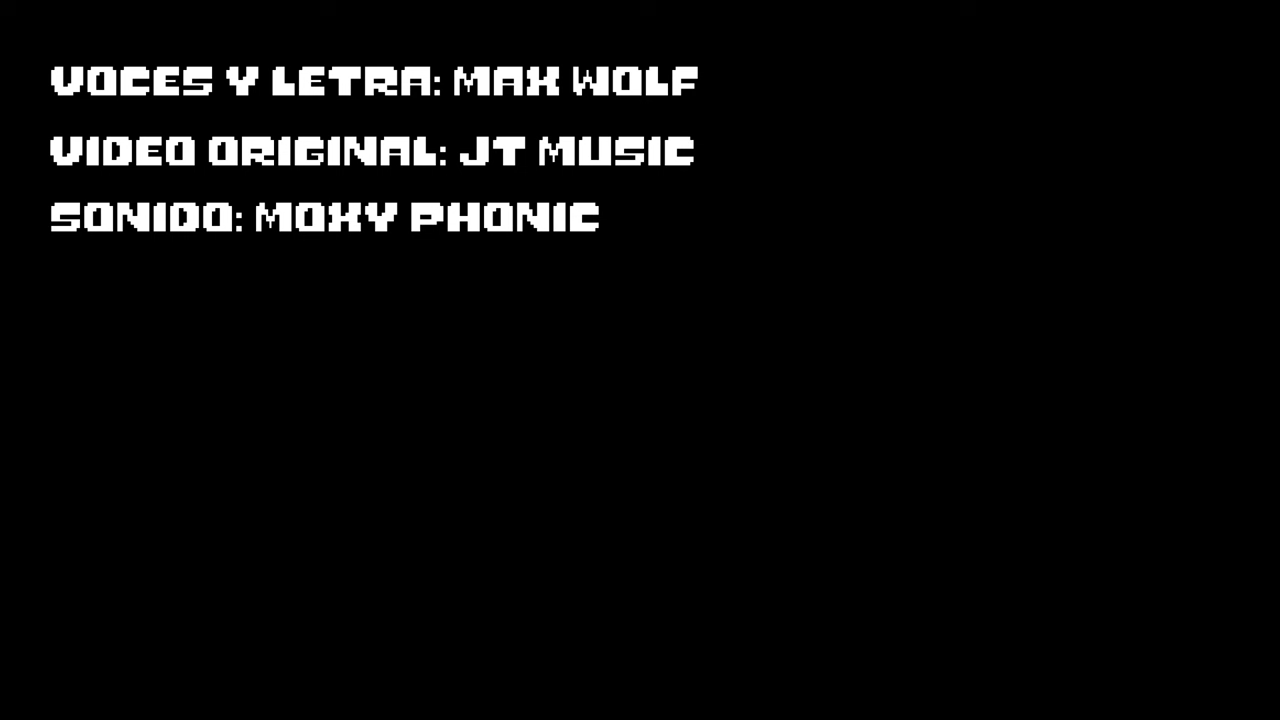 VOCES Y LETRA: MAX WOLF
VIDEO ORIGINAL: JT MUSIC
SONIDO: MOXY PHONIC